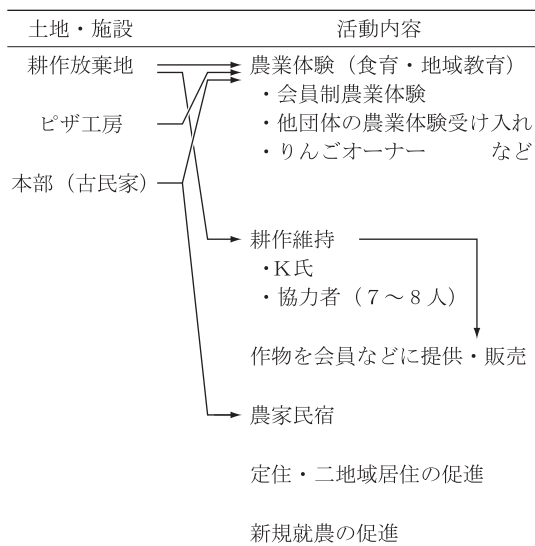 土地・施設 活動内容
耕作放棄地 農業体験（食育・地域教育）
・会員制農業体験
ピザ工房 ・他団体の農業体験受け入れ
・りんごオーナー など
本部（古民家）
耕作維持
・K氏
・協力者（7～8人）
作物を会員などに提供・販売
農家民宿
定住・二地域居住の促進
新規就農の促進